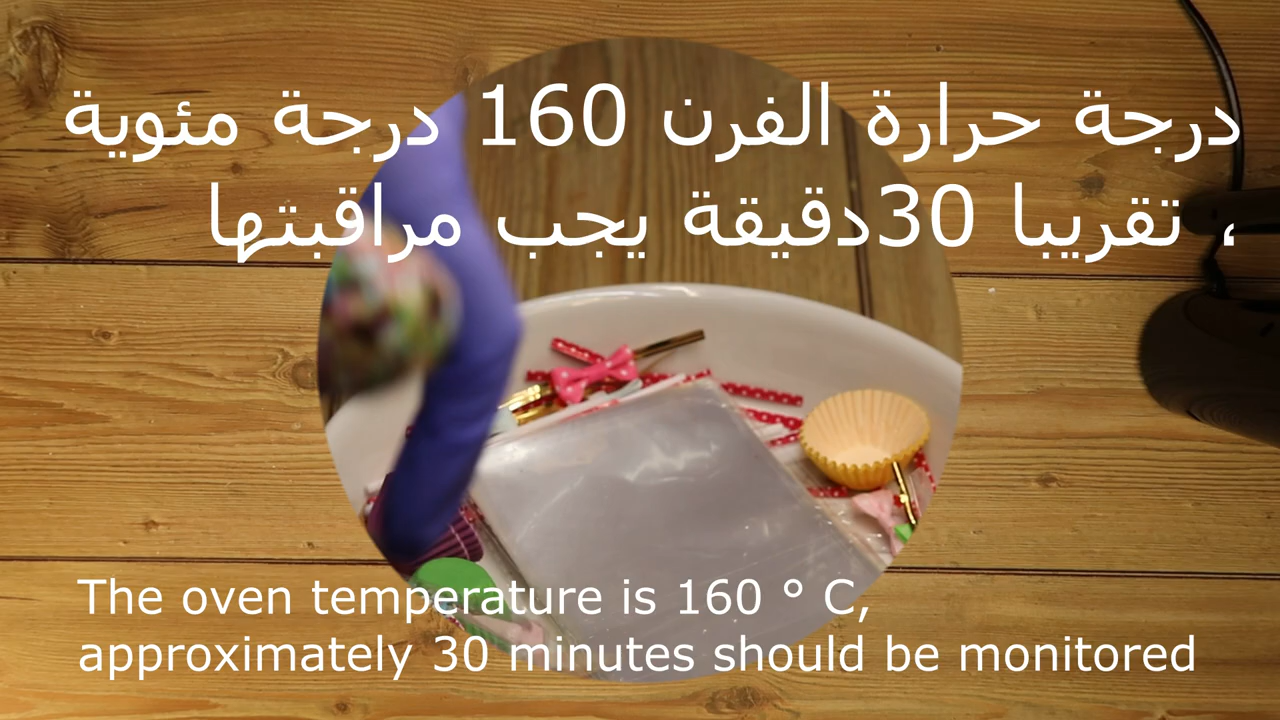 درجة حرارة الفرن 160 درجة مئوية
، تقريبا 30دقيقة يجب مراقبتها
The oven temperature is 160 ° C,
approximately 30 minutes should be monitored